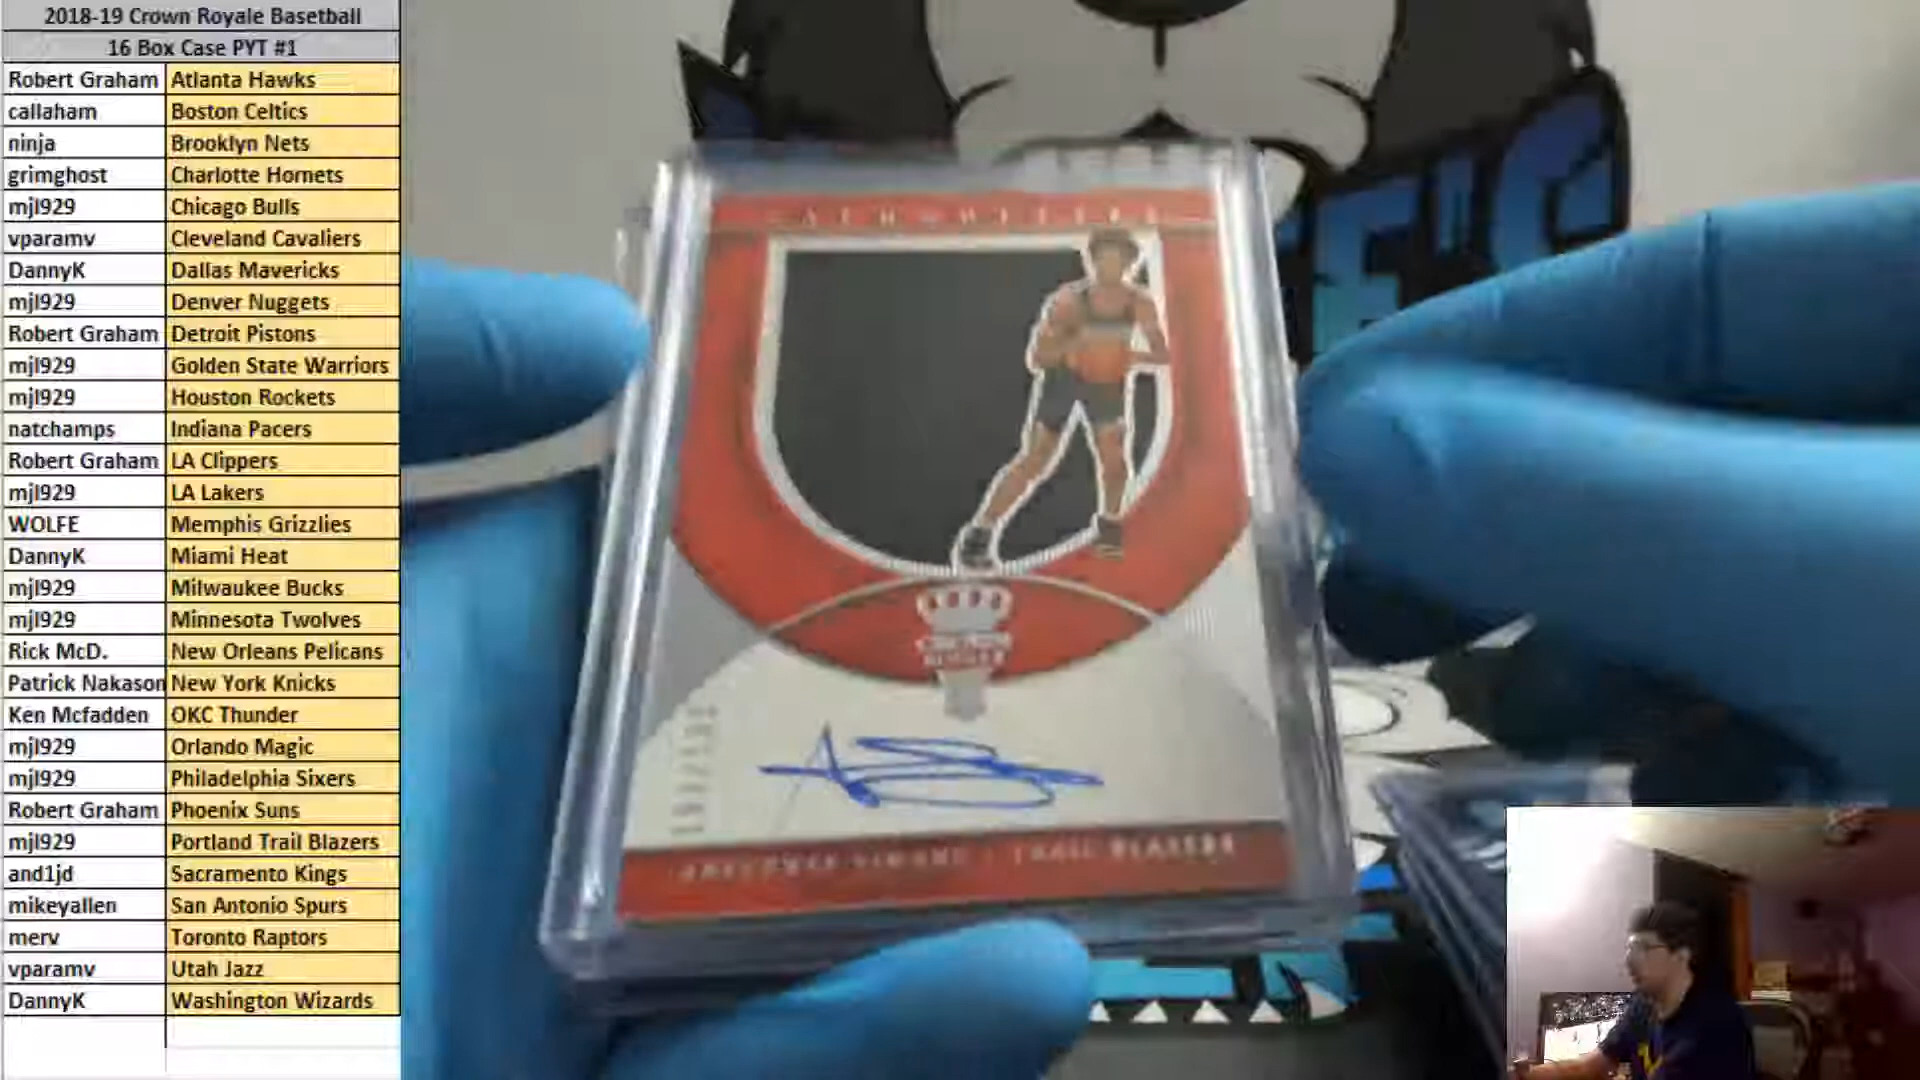 2018-19 Crown Royale Basetball
16 Box Case PYT #1
Robert Graham Atlanta Hawks
callaham Boston Celtics
ninja Brooklyn Nets
grimghost Charlotte Hornets
mjl929 Chicago Bulls
vparamv Cleveland Cavaliers
DannyK Dallas Mavericks
mjl929 Denver Nuggets
Robert Graham Detroit Pistons
mjl929 Golden State Warriors
mjl929 Houston Rockets
natchamps Indiana Pacers
Robert Graham LA Clippers
mjl929 LA Lakers
WOLFE Memphis Grizzlies
DannyK Miami Heat
mjl929 Milwaukee Bucks
mjl929 Minnesota Twolves
Rick McD. New Orleans Pelicans
Patrick Nakason New York Knicks
Ken Mcfadden OKC Thunder
mjl929 Orlando Magic
mjl929 Philadelphia Sixers
Robert Graham Phoenix Suns
mjl929 Portland Trail Blazers
and1jd Sacramento Kings
mikeyallen San Antonio Spurs
merv Toronto Raptors
vparamv Utah Jazz
DannyK Washington Wizards
CROWN ROYALE
TRAIL BLAZERS